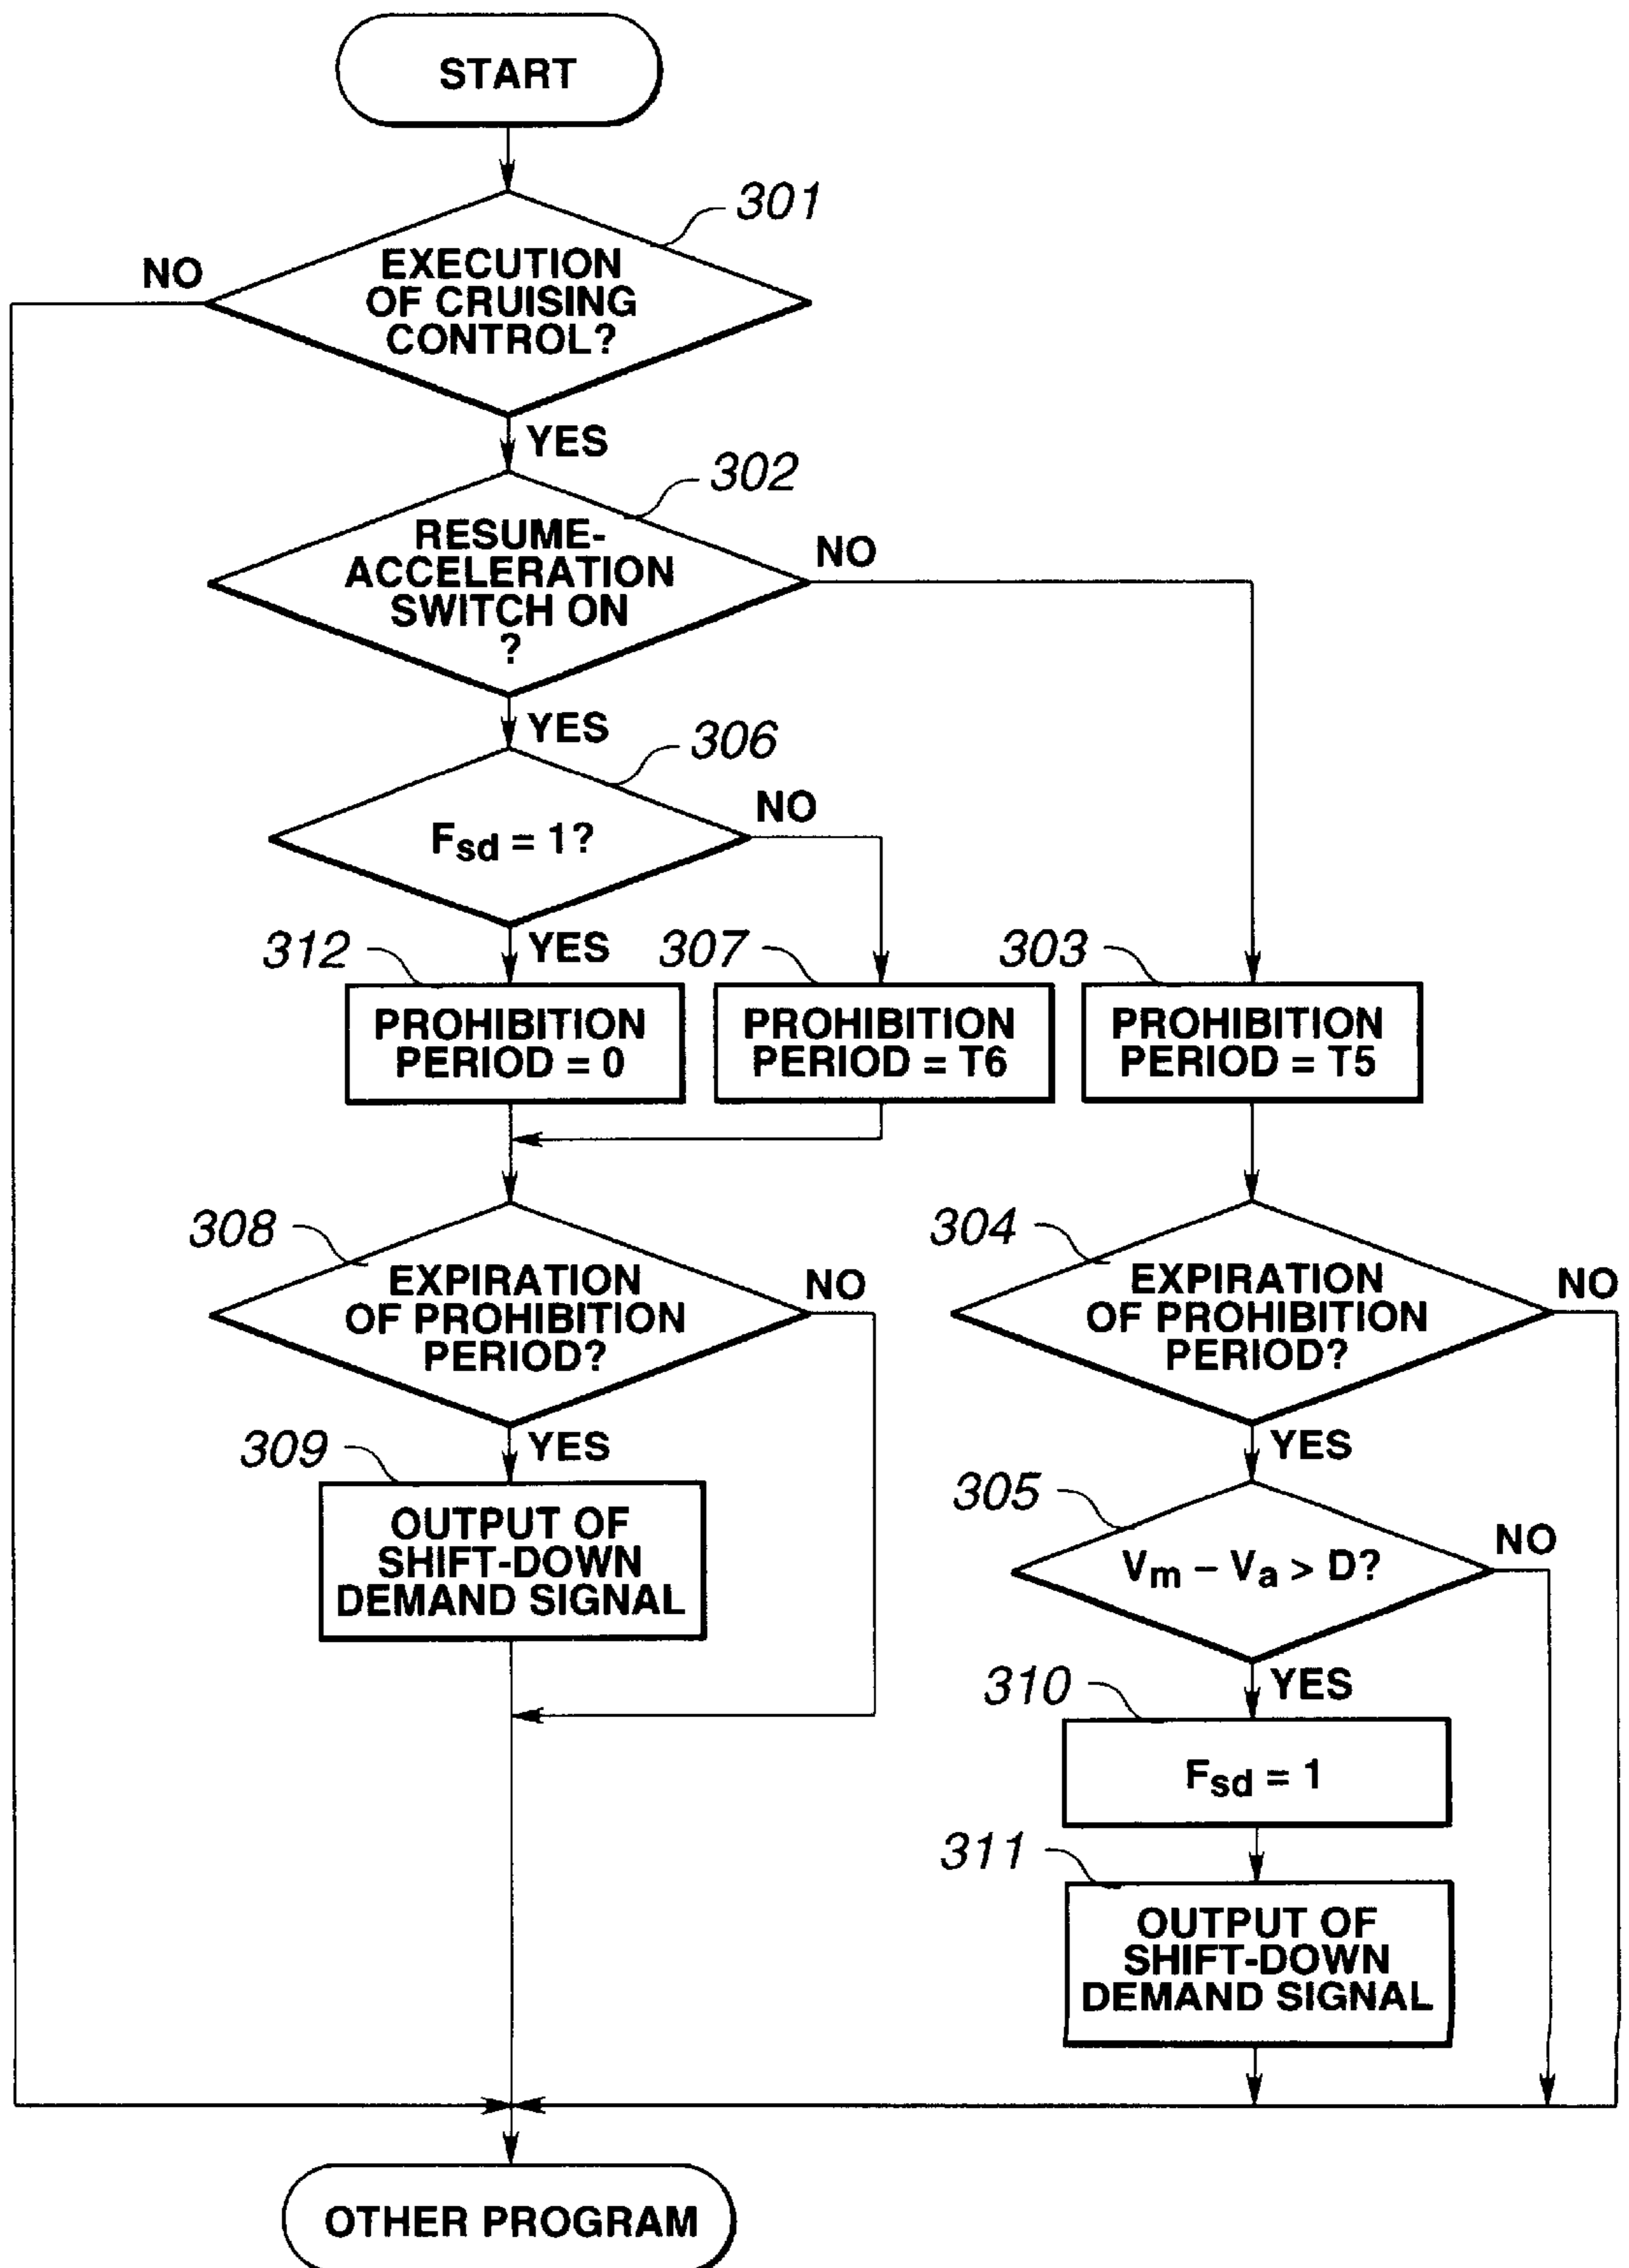 START
301
NO
EXECUTION
OF CRUISING
CONTROL?
YES
302
RESUME-
ACCELERATION
SWITCH ON
?
NO
YES
306
Fsd = 1?
NO
312
YES
307
303
PROHIBITION
PERIOD = 0
PROHIBITION
PERIOD = T6
PROHIBITION
PERIOD = T5
308
EXPIRATION
OF PROHIBITION
PERIOD?
NO
304
EXPIRATION
OF PROHIBITION
PERIOD?
NO
309
YES
OUTPUT OF
SHIFT-DOWN
DEMAND SIGNAL
YES
305
Vm – Va > D?
NO
310
YES
Fsd = 1
311
OUTPUT OF
SHIFT-DOWN
DEMAND SIGNAL
OTHER PROGRAM